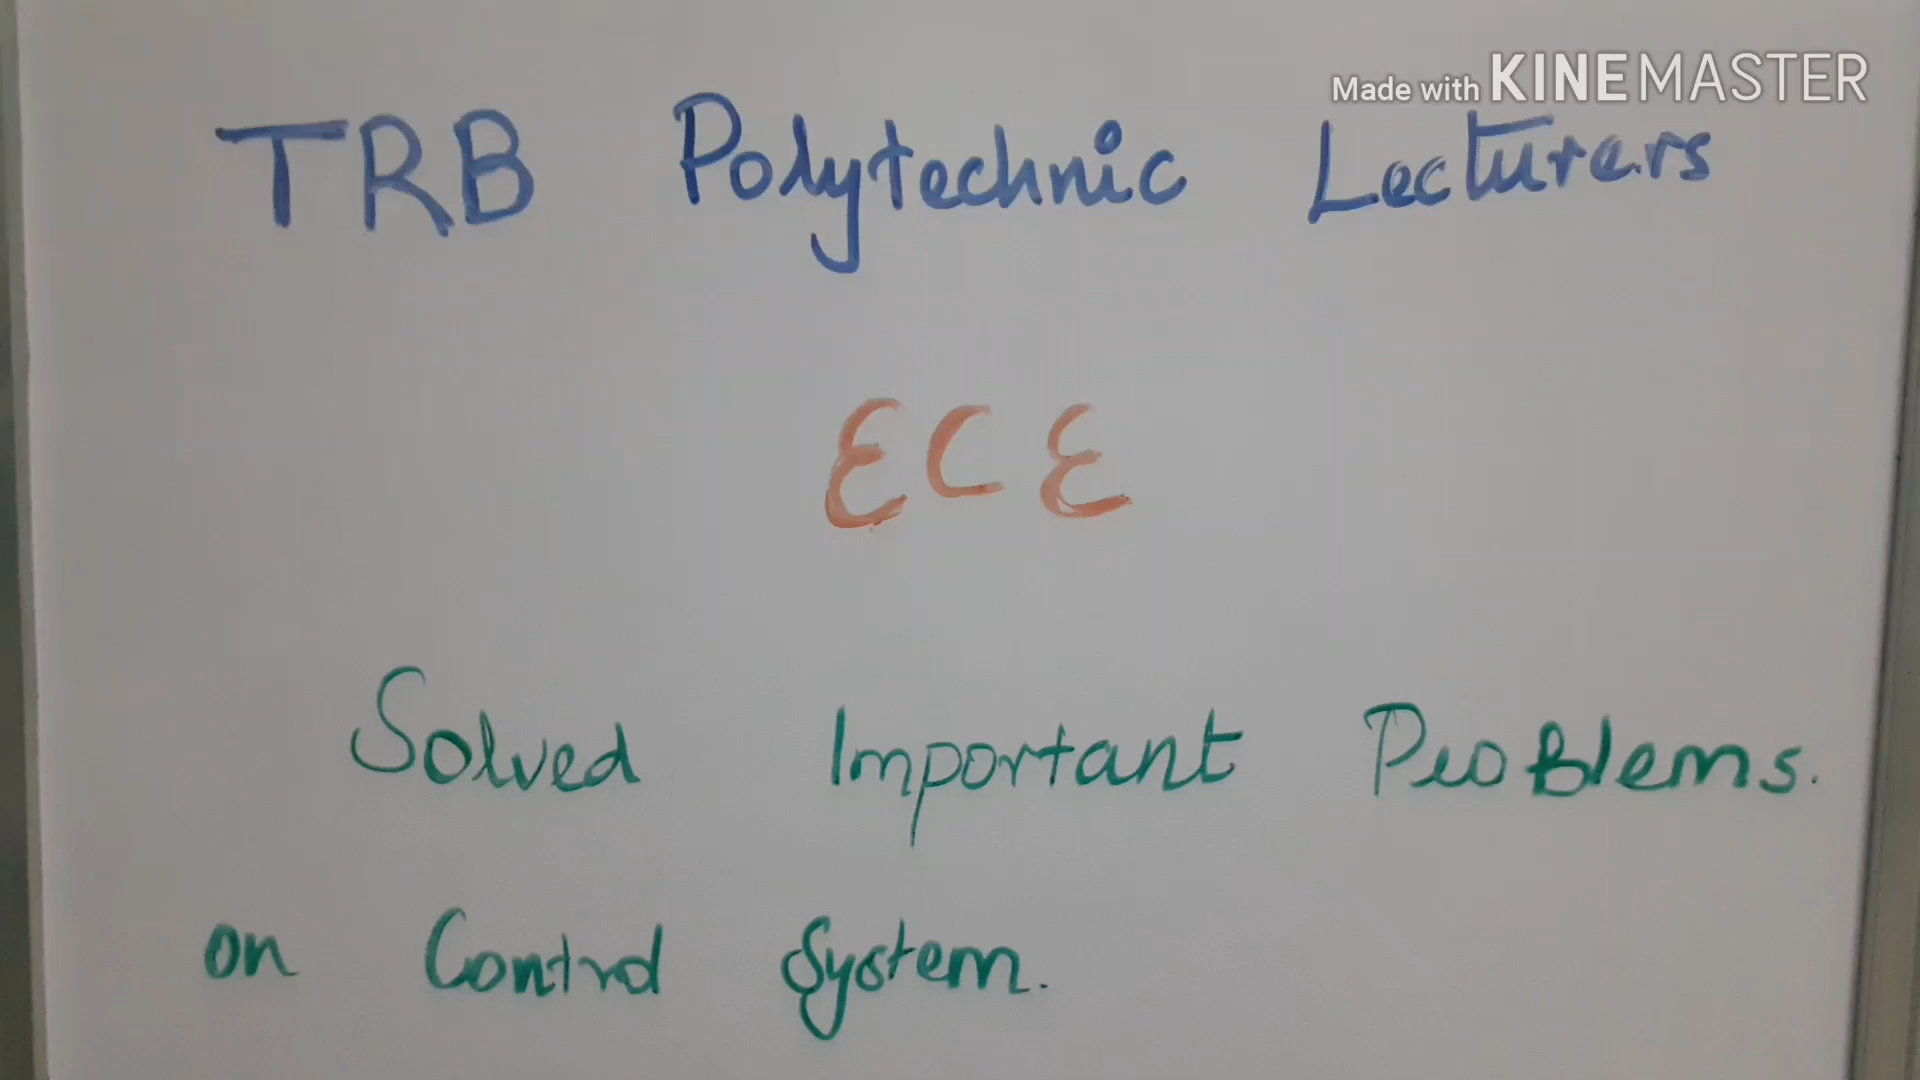 Made with KINEMASTER
TRB Polytechnic Lecturers
ECE
Solved Important Problems.
on Control System.